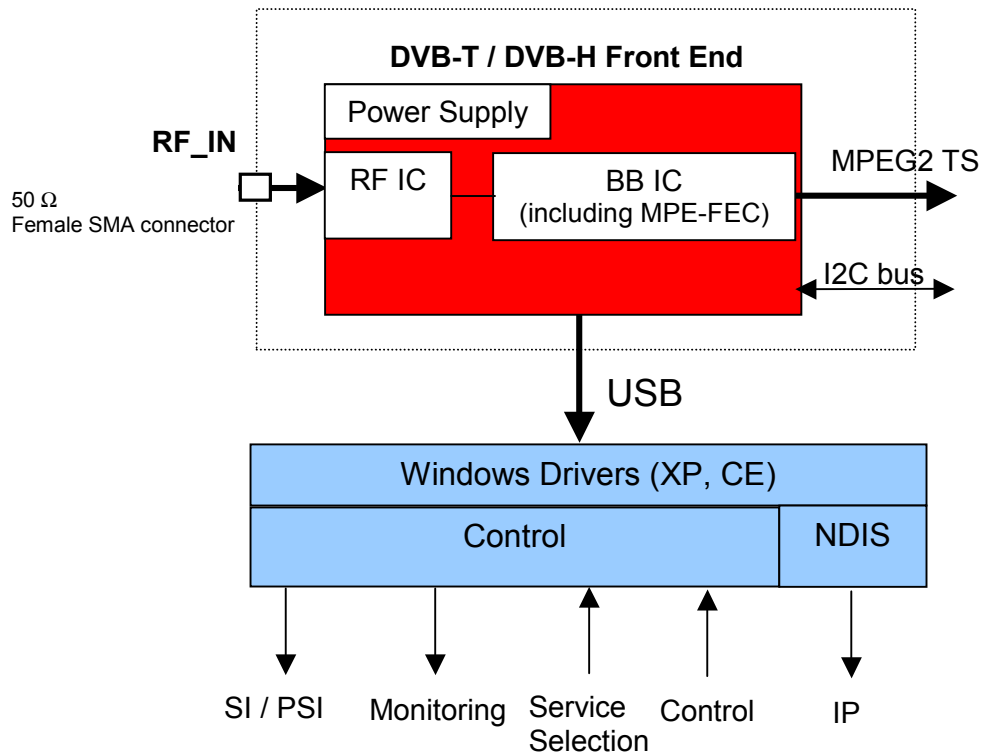 DVB-T / DVB-H Front End
Power Supply
RF_IN
RF IC
BB IC
(including MPE-FEC)
MPEG2 TS
50 Ω
Female SMA connector
I2C bus
USB
Windows Drivers (XP, CE)
Control
NDIS
SI / PSI
Monitoring
Service
Selection
Control
IP